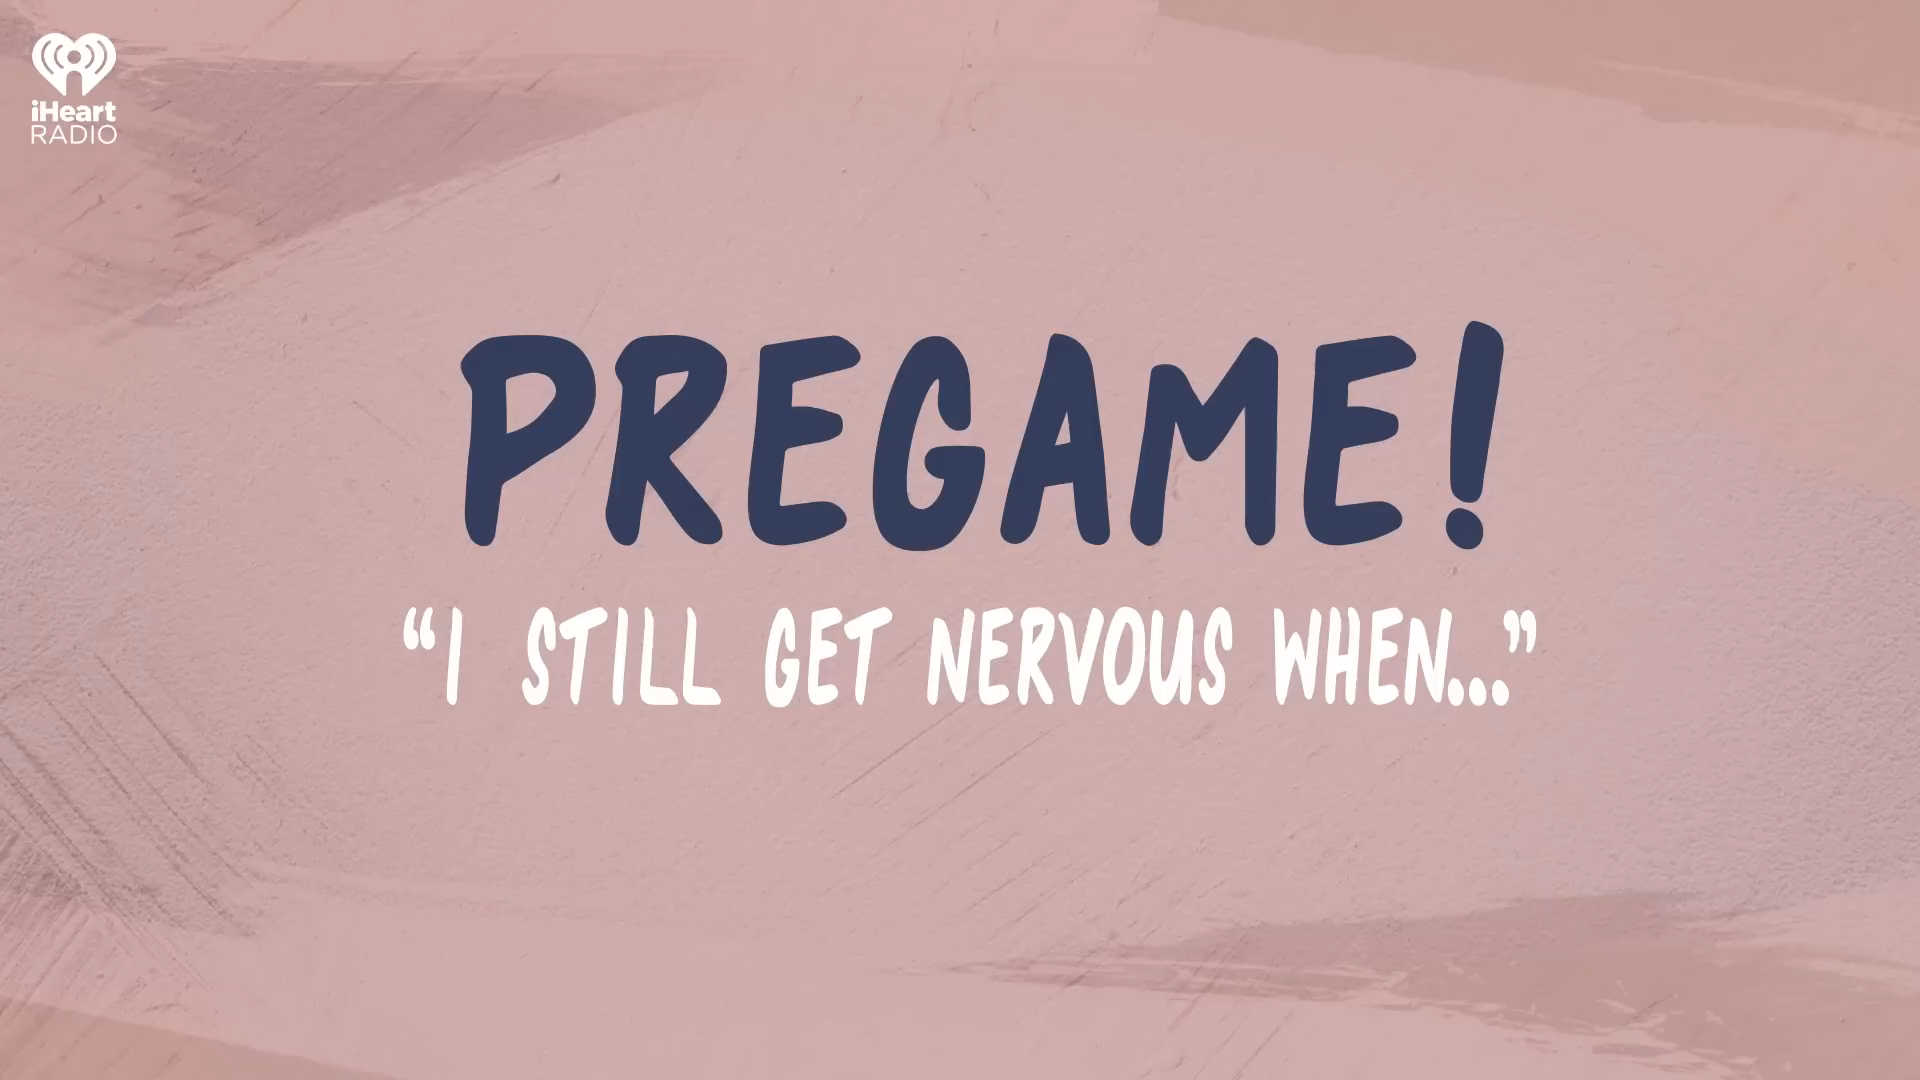 iHeart
RADIO
PREGAME!
“I STILL GET NERVOUS WHEN...”